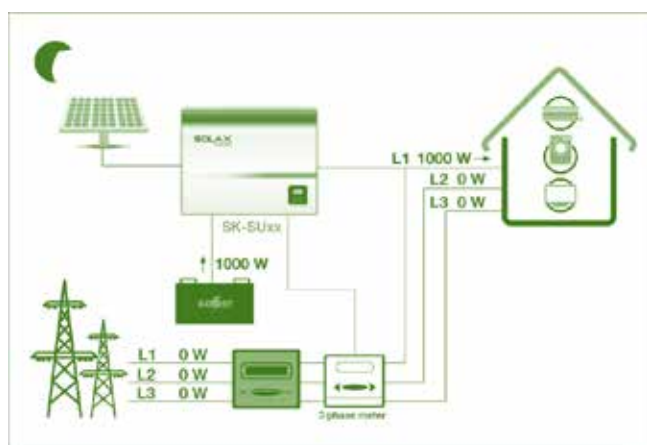 SOLAX
L1 1000 W
L2 0 W
L3 0 W
SK-SUxx
1000 W
L1 0 W
L2 0 W
L3 0 W
3 phase meter